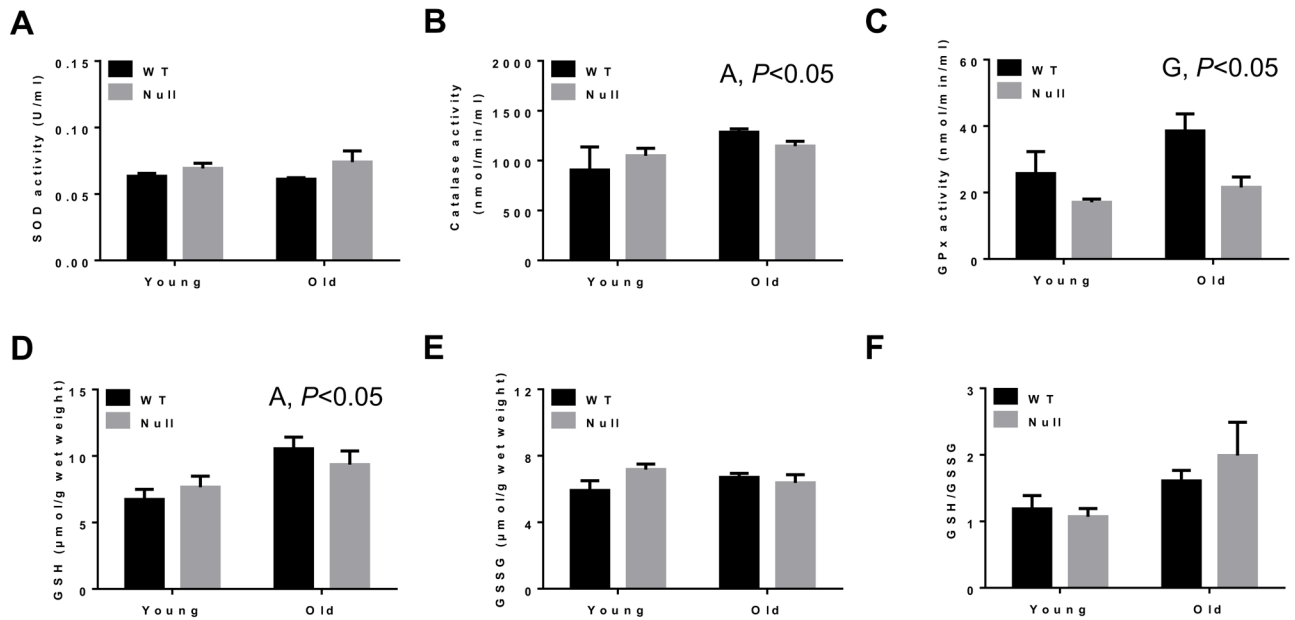 A
SOD activity (U/ml)
0.15
0.10
0.05
0.00
WT
Null
Young
Old
B
Catalase activity
(nmol/min/ml)
2000
1500
1000
500
0
WT
Null
A, P<0.05
Young
Old
C
GPx activity (nmol/min/ml)
60
40
20
0
WT
Null
G, P<0.05
Young
Old
D
GSH (µmol/g wet weight)
15
10
5
0
WT
Null
A, P<0.05
Young
Old
E
GSSG (µmol/g wet weight)
12
8
4
0
WT
Null
Young
Old
F
GSH/GSSG
3
2
1
0
WT
Null
Young
Old